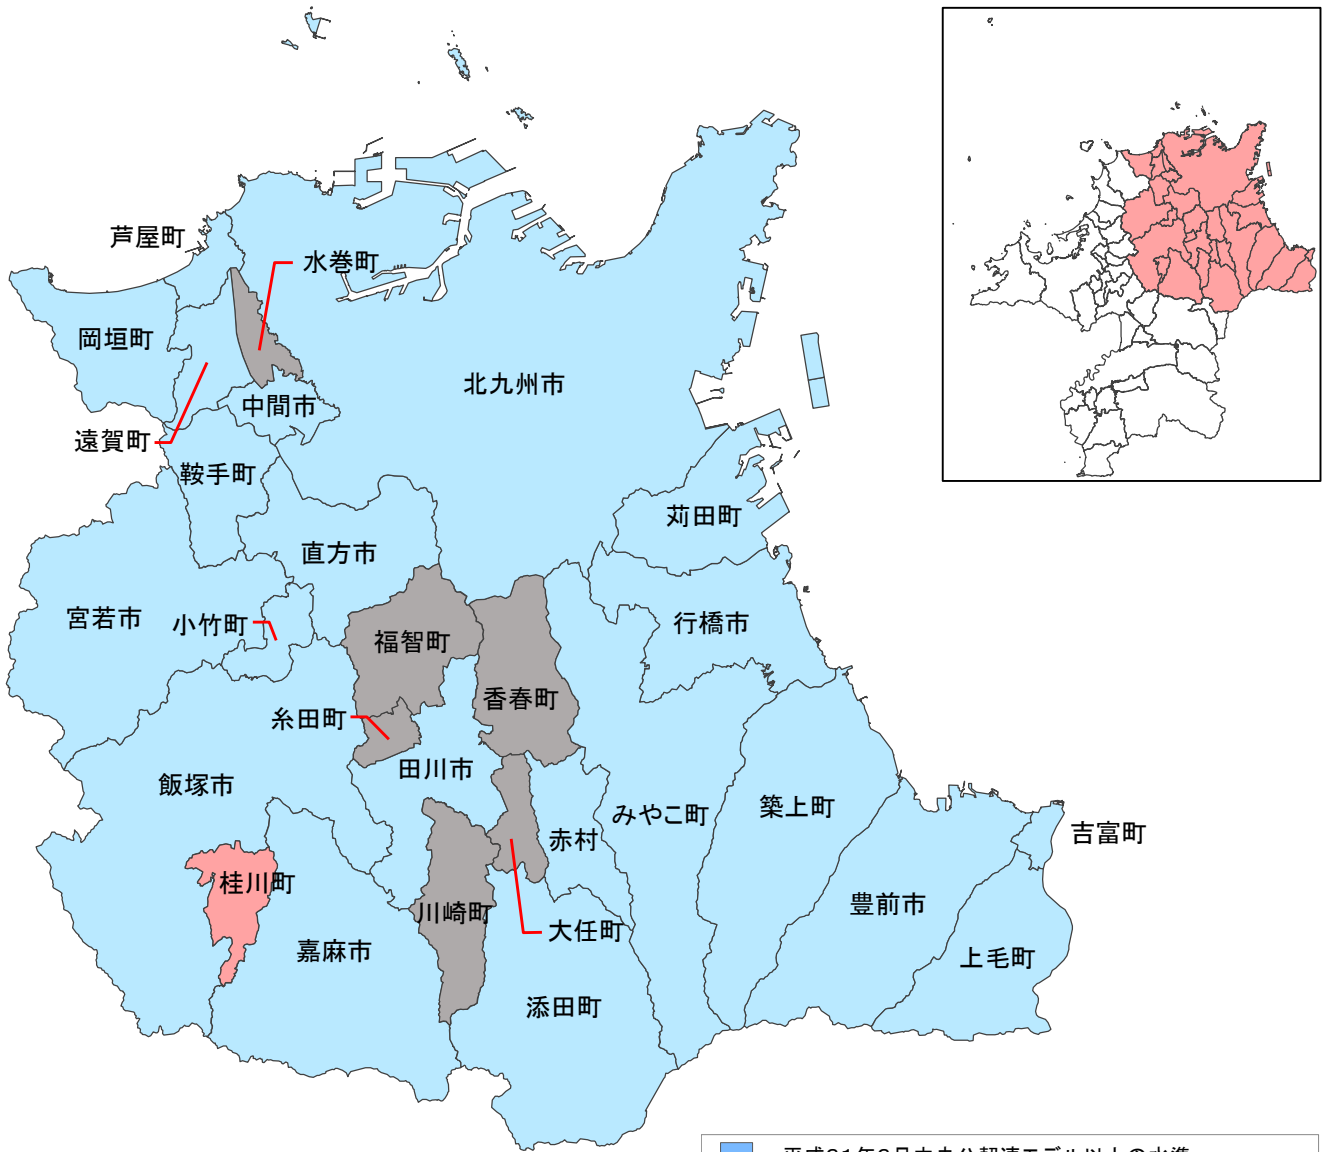 芦屋町
水巻町
岡垣町
北九州市
中間市
遠賀町
鞍手町
苅田町
直方市
宮若市
小竹町
行橋市
福智町
香春町
糸田町
田川市
飯塚市
みやこ町
築上町
赤村
吉富町
桂川町
川崎町
豊前市
大任町
嘉麻市
上毛町
添田町